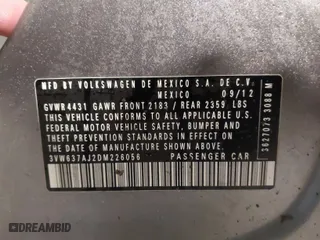 MFD BY VOLKSWAGEN DE MEXICO S.A. DE C.V.
MEXICO 09/12
GVWR 4431 GAWR FRONT 2183 / REAR 2359 LBS
THIS VEHICLE CONFORMS TO ALL APPLICABLE U.S.
FEDERAL MOTOR VEHICLE SAFETY, BUMPER AND
THEFT PREVENTION STANDARDS IN EFFECT ON
THE DATE OF MANUFACTURE SHOWN ABOVE.
3VW637AJ2DM226056 PASSENGER CAR
3627073 3088 M